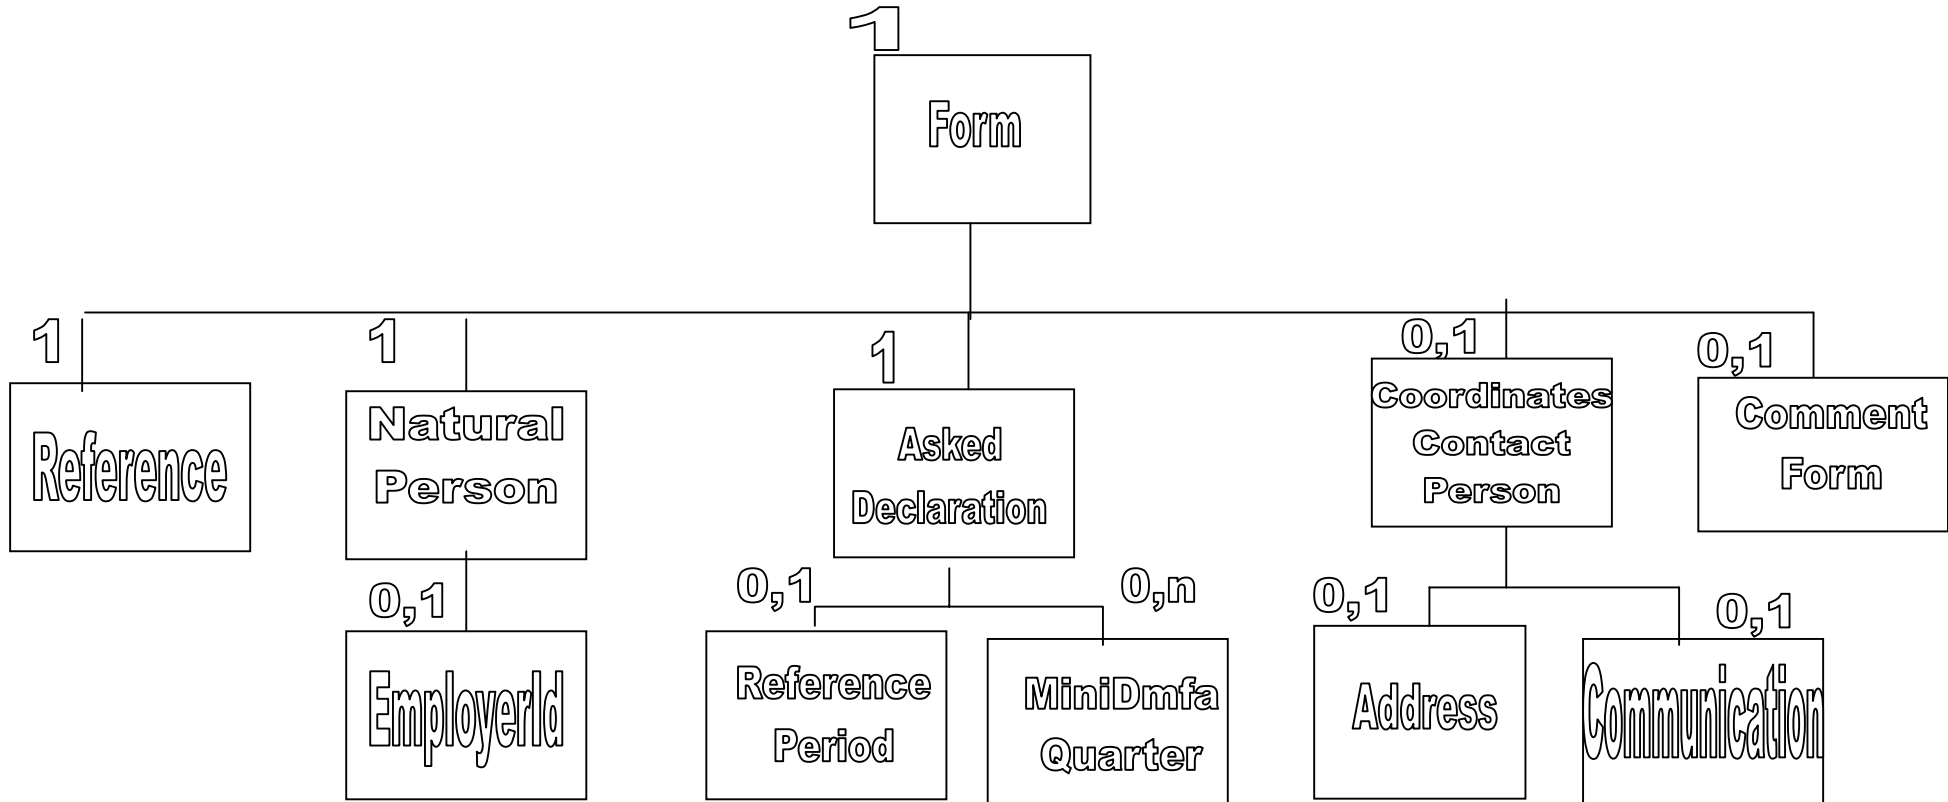 1
Form
1
Reference
1
Natural
Person
1
Asked
Declaration
0,1
Coordinates
Contact
Person
0,1
Comment
Form
0,1
EmployerId
0,1
Reference
Period
0,n
MiniDmfa
Quarter
0,1
Address
0,1
Communication